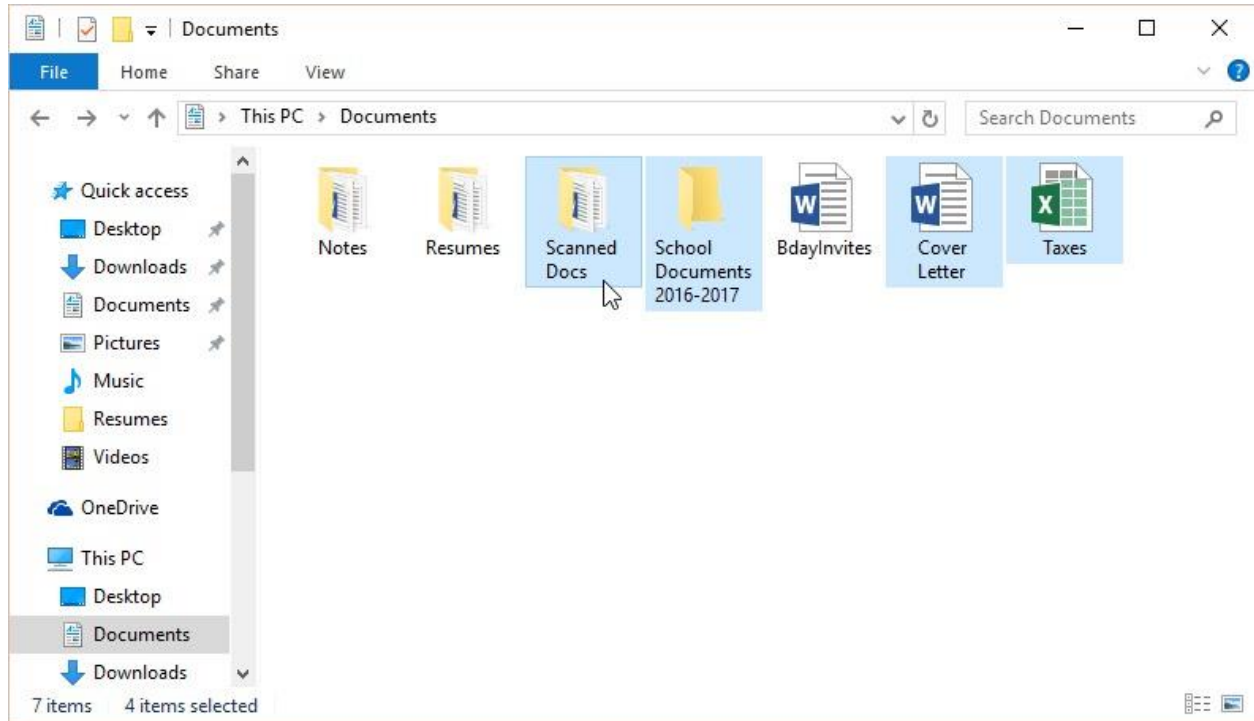 Documents
File Home Share View
This PC Documents Search Documents
Quick access
Desktop
Downloads
Documents
Pictures
Music
Resumes
Videos
OneDrive
This PC
Desktop
Documents
Downloads
Notes
Resumes
Scanned
Docs
School
Documents
2016-2017
BdayInvites
Cover
Letter
Taxes
7 items 4 items selected